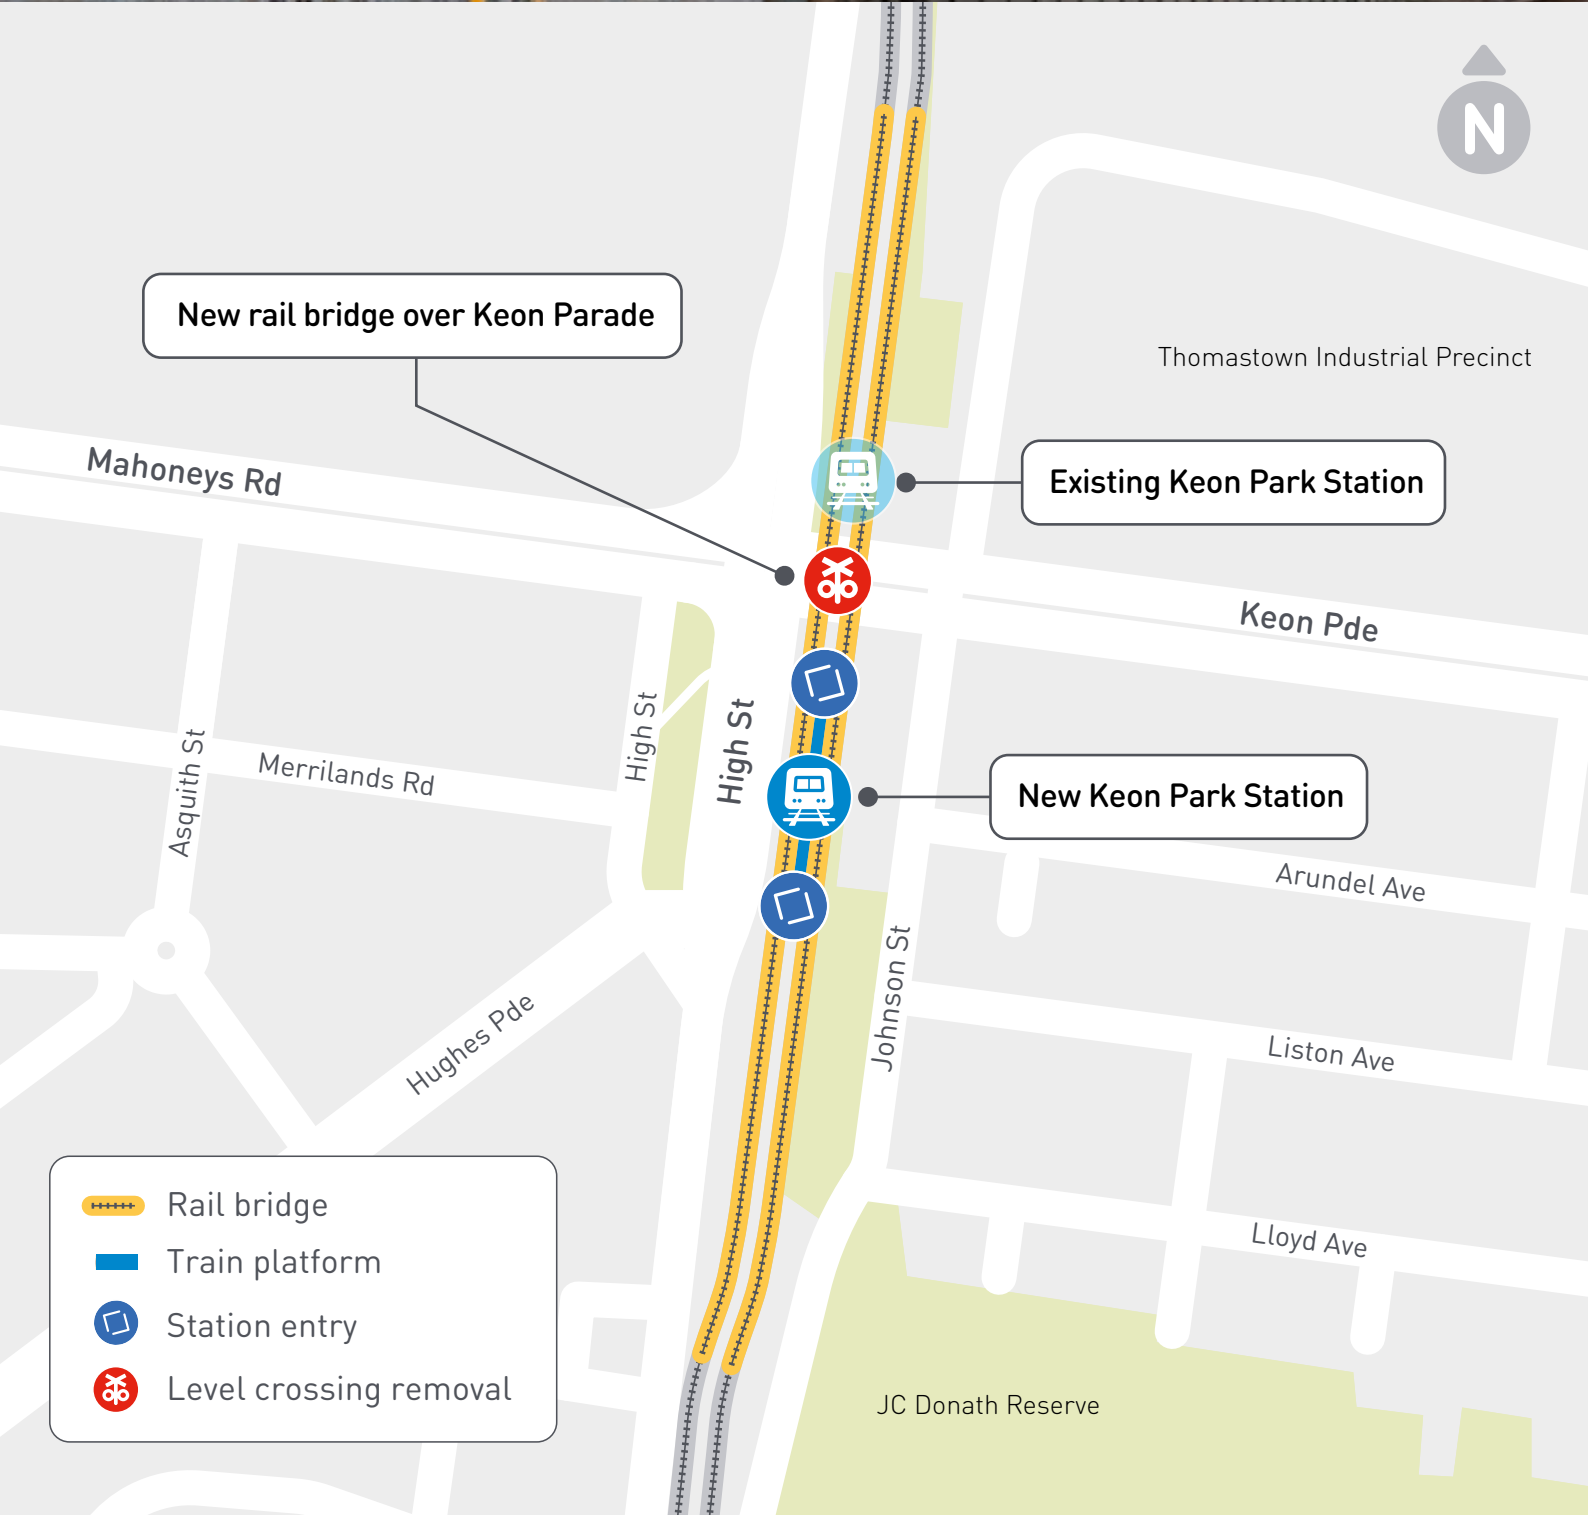 N
New rail bridge over Keon Parade
Thomastown Industrial Precinct
Mahoneys Rd
Existing Keon Park Station
Keon Pde
High St
High St
Asquith St
Merrilands Rd
New Keon Park Station
Arundel Ave
Johnson St
Hughes Pde
Liston Ave
Lloyd Ave
Rail bridge
Train platform
Station entry
Level crossing removal
JC Donath Reserve